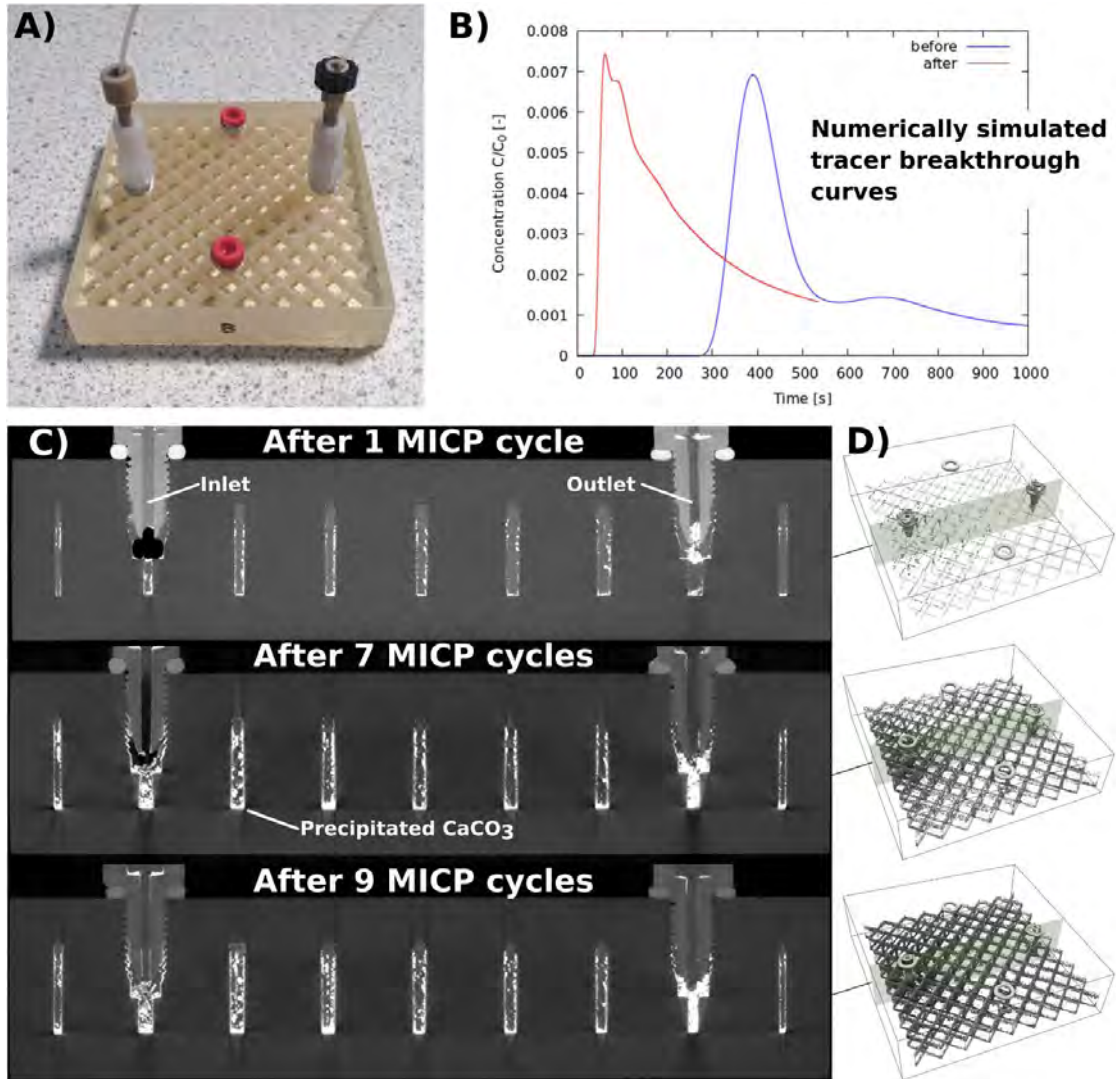 A)
B
B)
0.008
0.007
0.006
0.005
0.004
0.003
0.002
0.001
0
Concentration C/C₀ [-]
before
after
Numerically simulated
tracer breakthrough
curves
0 100 200 300 400 500 600 700 800 900 1000
Time [s]
C)
After 1 MICP cycle
Inlet
Outlet
After 7 MICP cycles
Precipitated CaCO₃
After 9 MICP cycles
D)